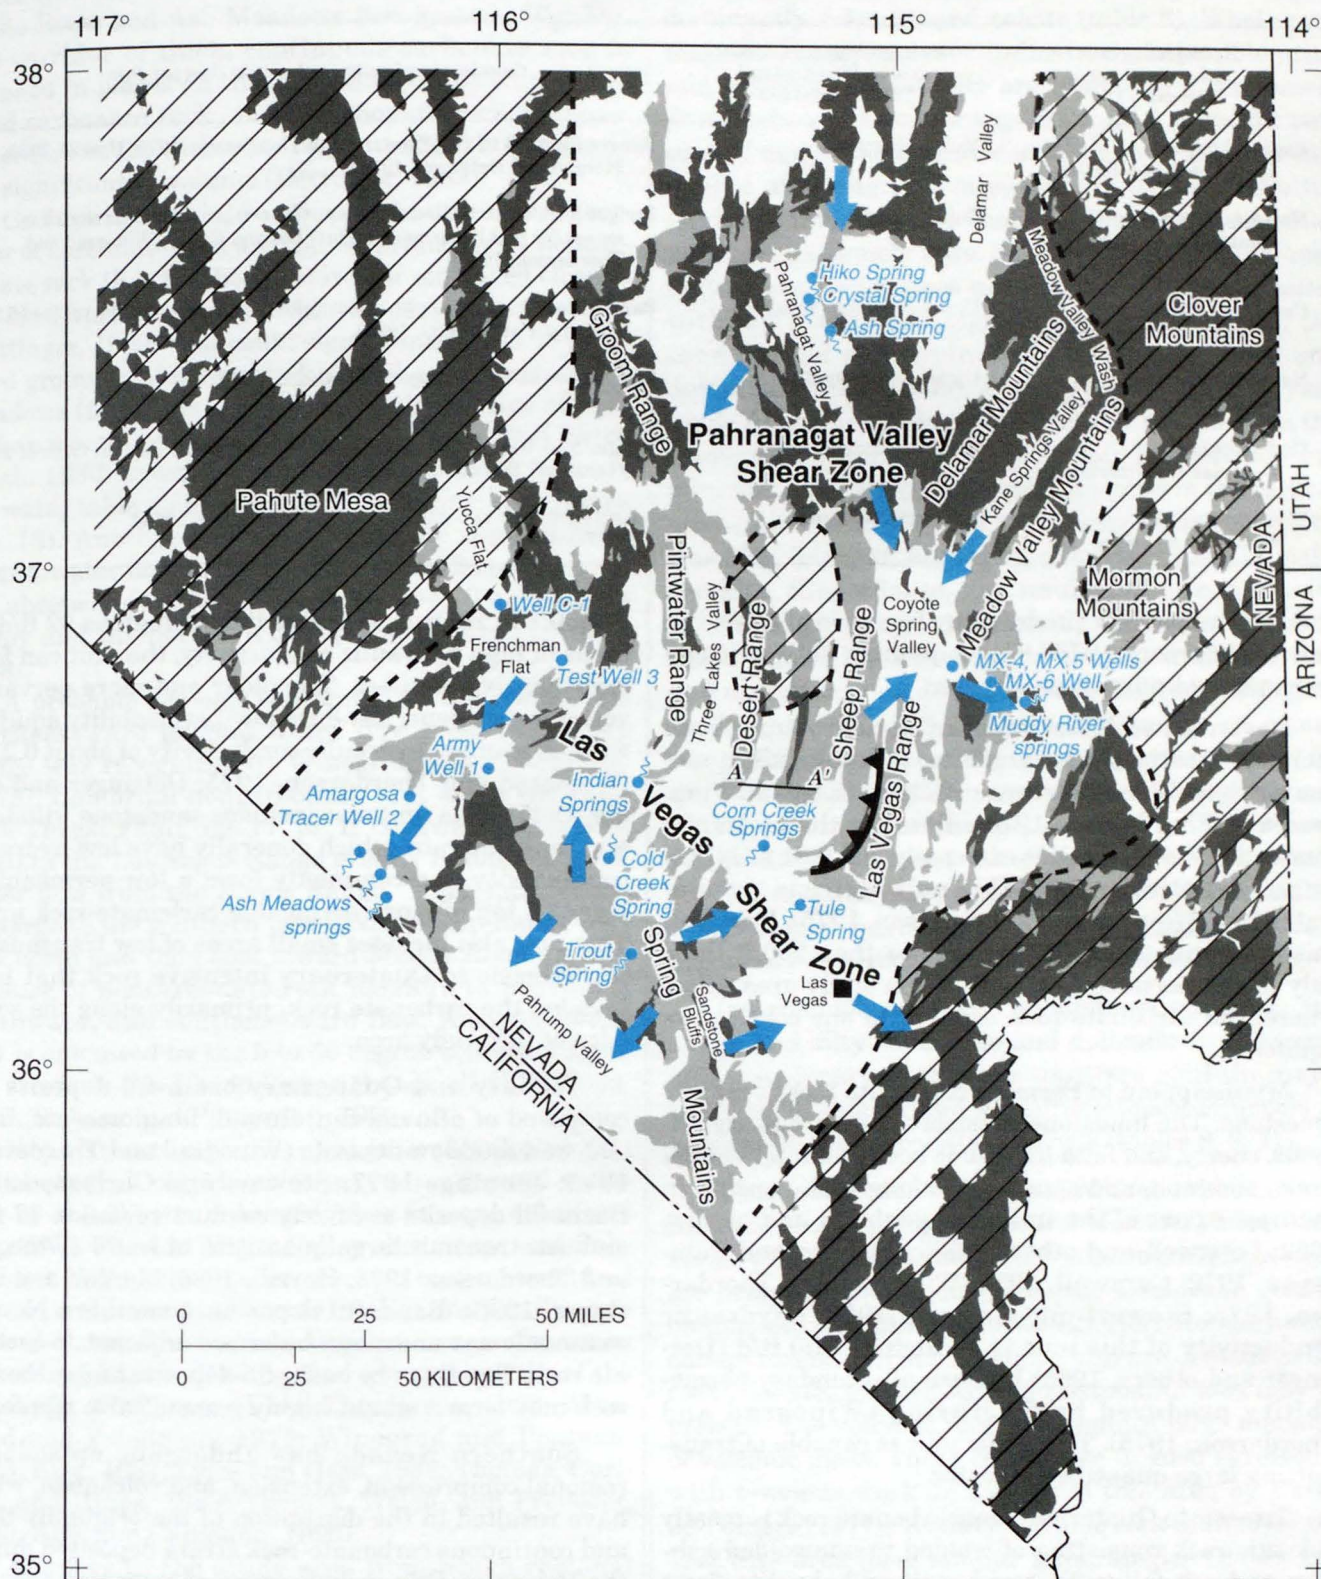 117°
116°
115°
114°
38°
Delamar Valley
Meadow Valley Wash
Hiko Spring
Crystal Spring
Ash Spring
Pahranagat Valley
Clover
Mountains
Groom Range
Delamar Mountains
Kane Springs Valley
Pahranagat Valley
Shear Zone
Meadow Valley Mountains
Pahute Mesa
Yucca Flat
UTAH
NEVADA
ARIZONA
37°
Pintwater Range
Three Lakes Valley
Desert Range
Sheep Range
Coyote
Spring
Valley
Mormon
Mountains
Well C-1
Frenchman
Flat
Test Well 3
MX-4, MX 5 Wells
MX-6 Well
Muddy River
springs
Las Vegas Range
Army
Well 1
Las
Vegas
Shear
Zone
Indian
Springs
A
A'
Corn Creek
Springs
Amargosa
Tracer Well 2
Cold
Creek
Spring
Ash Meadows
springs
Tule
Spring
Trout
Spring
Spring
Mountains
Sandstone
Bluffs
Las
Vegas
Pahrump Valley
NEVADA
CALIFORNIA
36°
0 25 50 MILES
0 25 50 KILOMETERS
35°